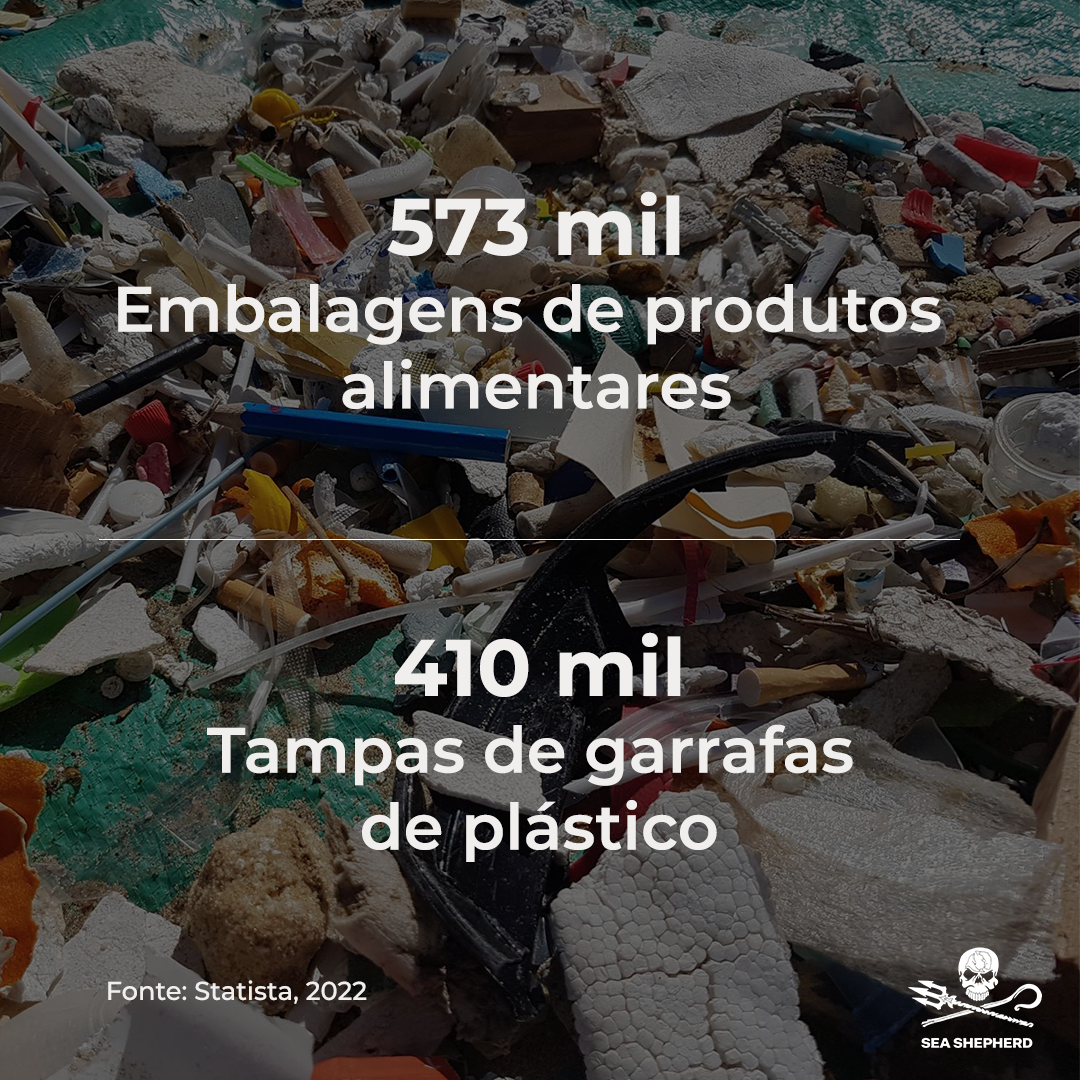 573 mil
Embalagens de produtos
alimentares
410 mil
Tampas de garrafas
de plástico
Fonte: Statista, 2022
SEA SHEPHERD